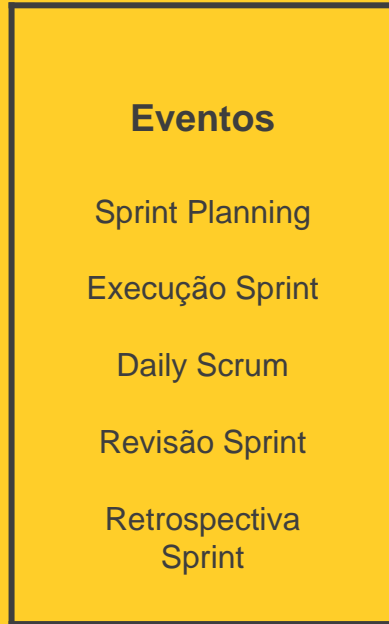 Eventos
Sprint Planning
Execução Sprint
Daily Scrum
Revisão Sprint
Retrospectiva
Sprint